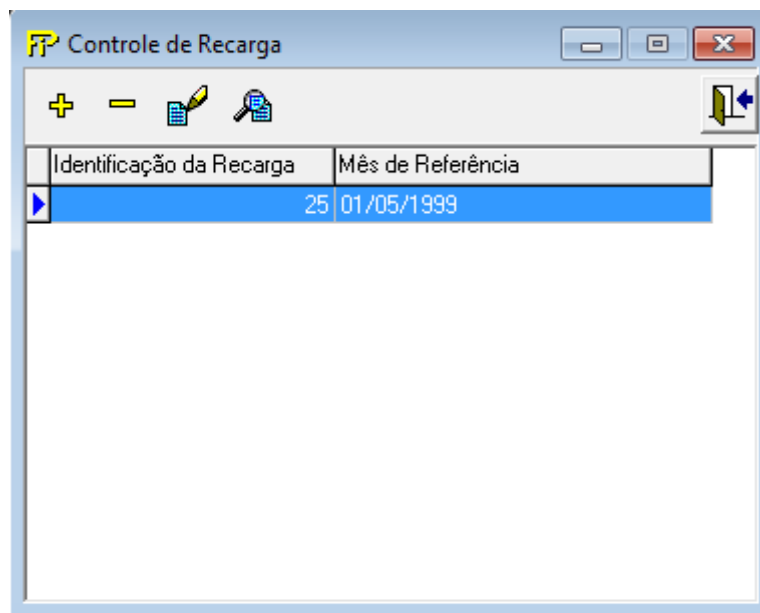 Controle de Recarga
Identificação da Recarga Mês de Referência
25 01/05/1999